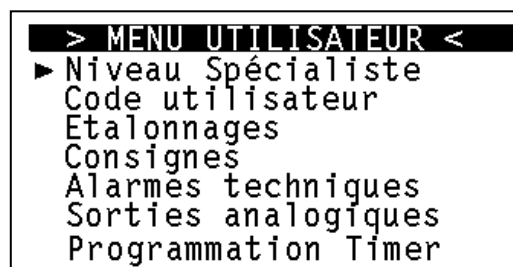 > MENU UTILISATEUR <
►Niveau Spécialiste
Code utilisateur
Etalonnages
Consignes
Alarmes techniques
Sorties analogiques
Programmation Timer